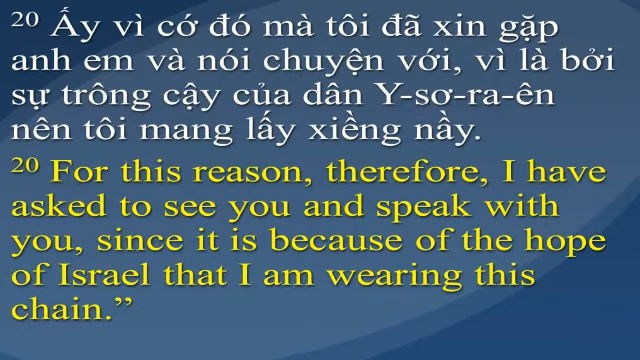 20 Ấy vì cớ đó mà tôi đã xin gặp
anh em và nói chuyện với, vì là bởi
sự trông cậy của dân Y-sơ-ra-ên
nên tôi mang lấy xiềng nầy.
20 For this reason, therefore, I have
asked to see you and speak with
you, since it is because of the hope
of Israel that I am wearing this
chain.”